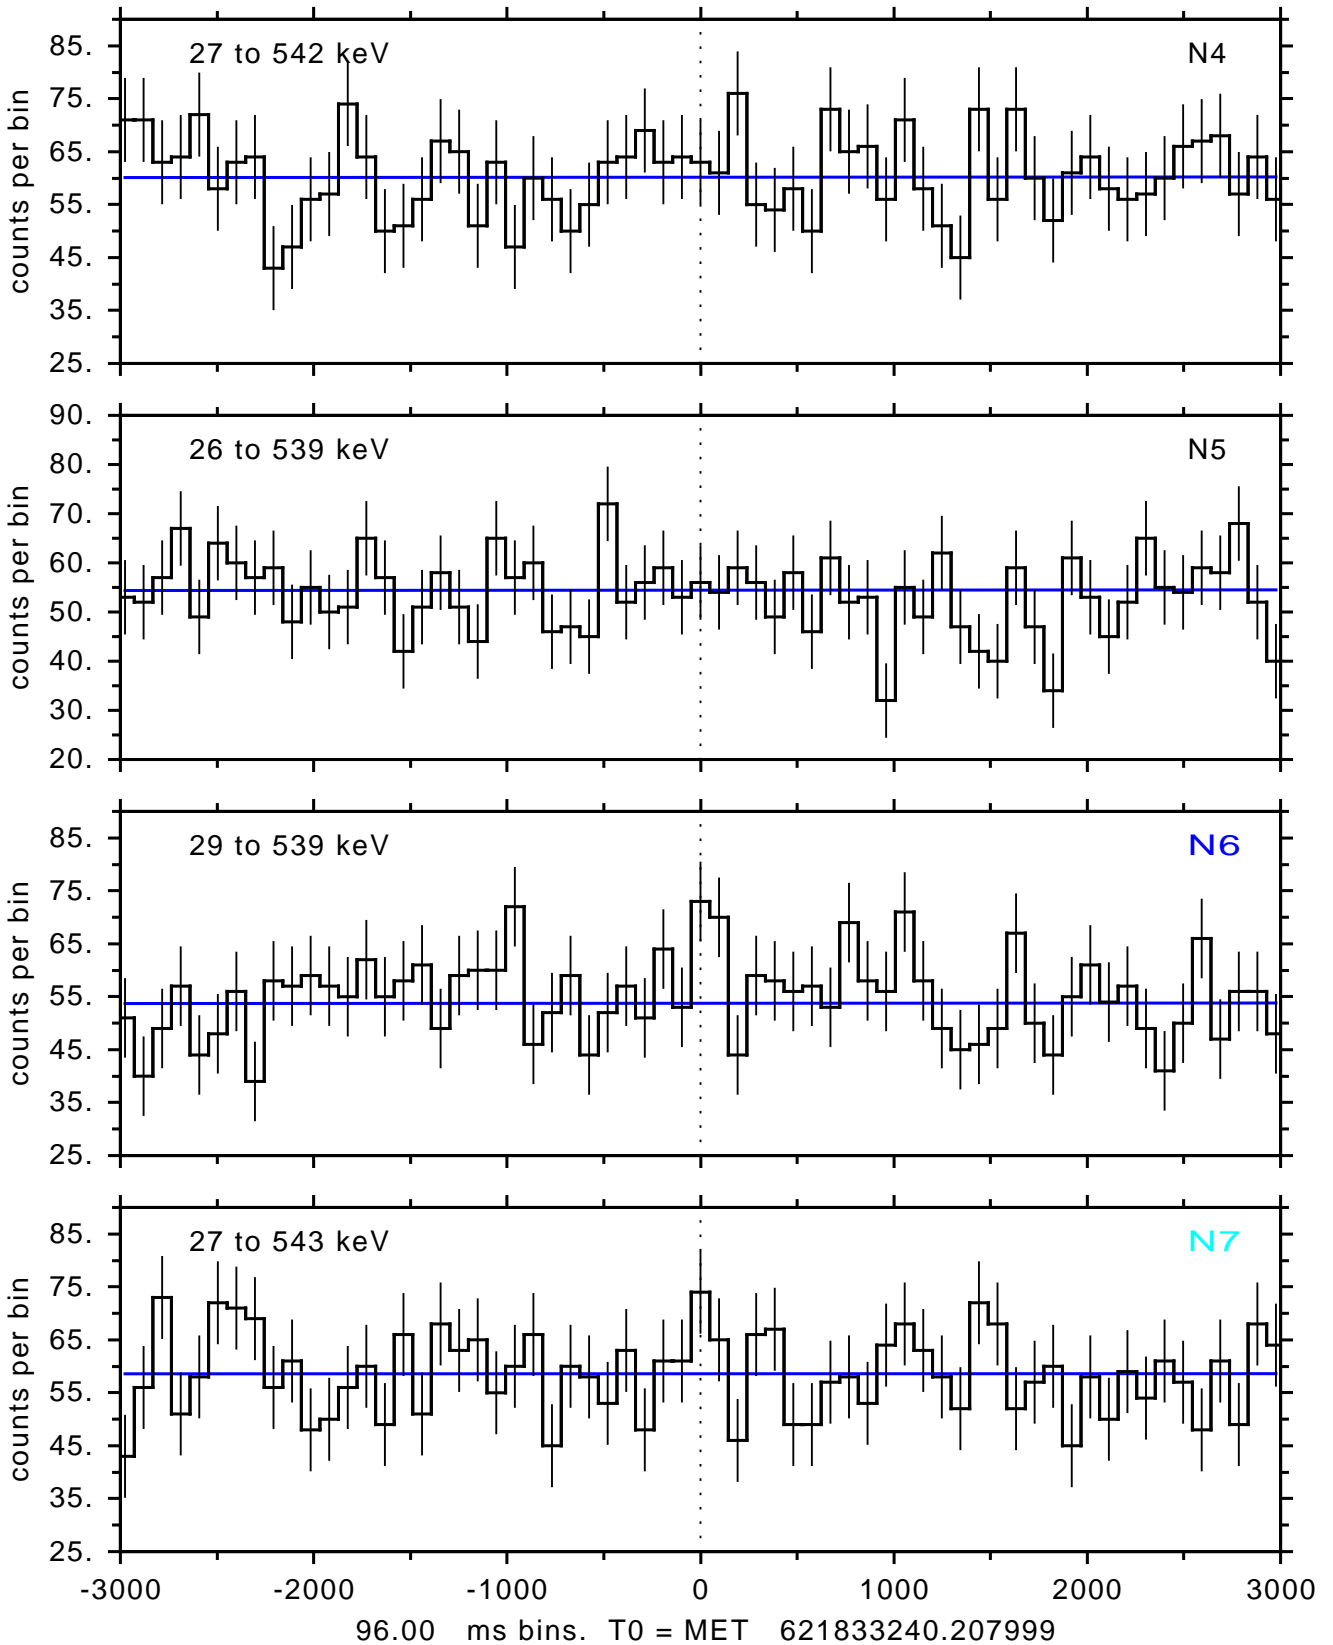 27 to 542 keV N4
85.
75.
65.
55.
45.
35.
25.
counts per bin
26 to 539 keV N5
90.
80.
70.
60.
50.
40.
30.
20.
counts per bin
29 to 539 keV N6
85.
75.
65.
55.
45.
35.
25.
counts per bin
27 to 543 keV N7
85.
75.
65.
55.
45.
35.
25.
counts per bin
-3000 -2000 -1000 0 1000 2000 3000
96.00 ms bins. T0 = MET 621833240.207999